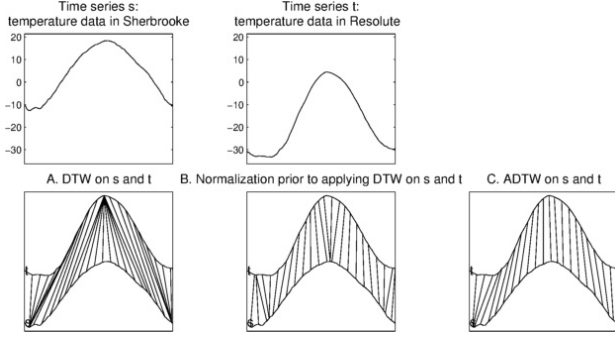 Time series s:
temperature data in Sherbrooke
Time series t:
temperature data in Resolute
20
10
0
-10
-20
-30
20
10
0
-10
-20
-30
A. DTW on s and t
B. Normalization prior to applying DTW on s and t
C. ADTW on s and t
t
s
t
s
t
s